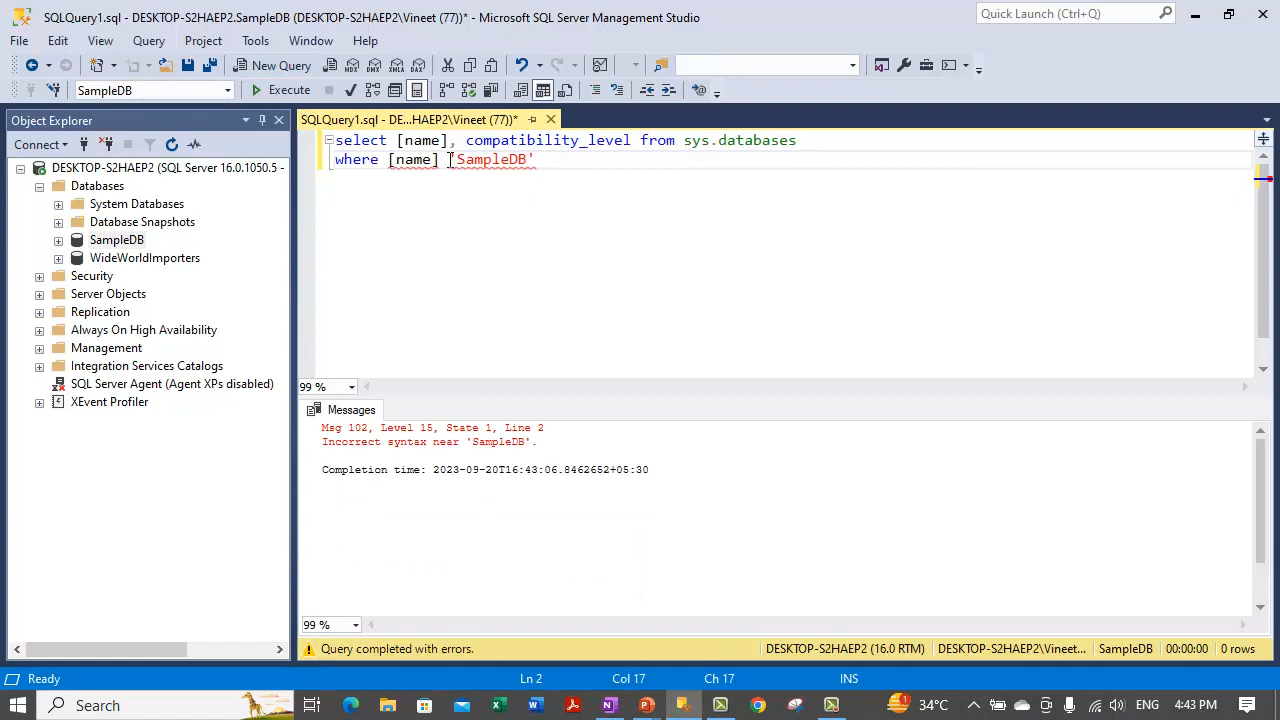 SQLQuery1.sql - DESKTOP-S2HAEP2.SampleDB (DESKTOP-S2HAEP2\Vineet (77))* - Microsoft SQL Server Management Studio
Quick Launch (Ctrl+Q)
File Edit View Query Project Tools Window Help
New Query MDX DMX XMLA DAX
SampleDB Execute
Object Explorer
SQLQuery1.sql - DE...HAEP2\Vineet (77))*
Connect
select [name], compatibility_level from sys.databases
where [name] 'SampleDB'
DESKTOP-S2HAEP2 (SQL Server 16.0.1050.5 -
Databases
System Databases
Database Snapshots
SampleDB
WideWorldImporters
Security
Server Objects
Replication
Always On High Availability
Management
Integration Services Catalogs
SQL Server Agent (Agent XPs disabled)
XEvent Profiler
99 %
Messages
Msg 102, Level 15, State 1, Line 2
Incorrect syntax near 'SampleDB'.
Completion time: 2023-09-20T16:43:06.8462652+05:30
99 %
Query completed with errors. DESKTOP-S2HAEP2 (16.0 RTM) DESKTOP-S2HAEP2\Vineet... SampleDB 00:00:00 0 rows
Ready Ln 2 Col 17 Ch 17 INS
Search 1 34°C ENG 4:43 PM